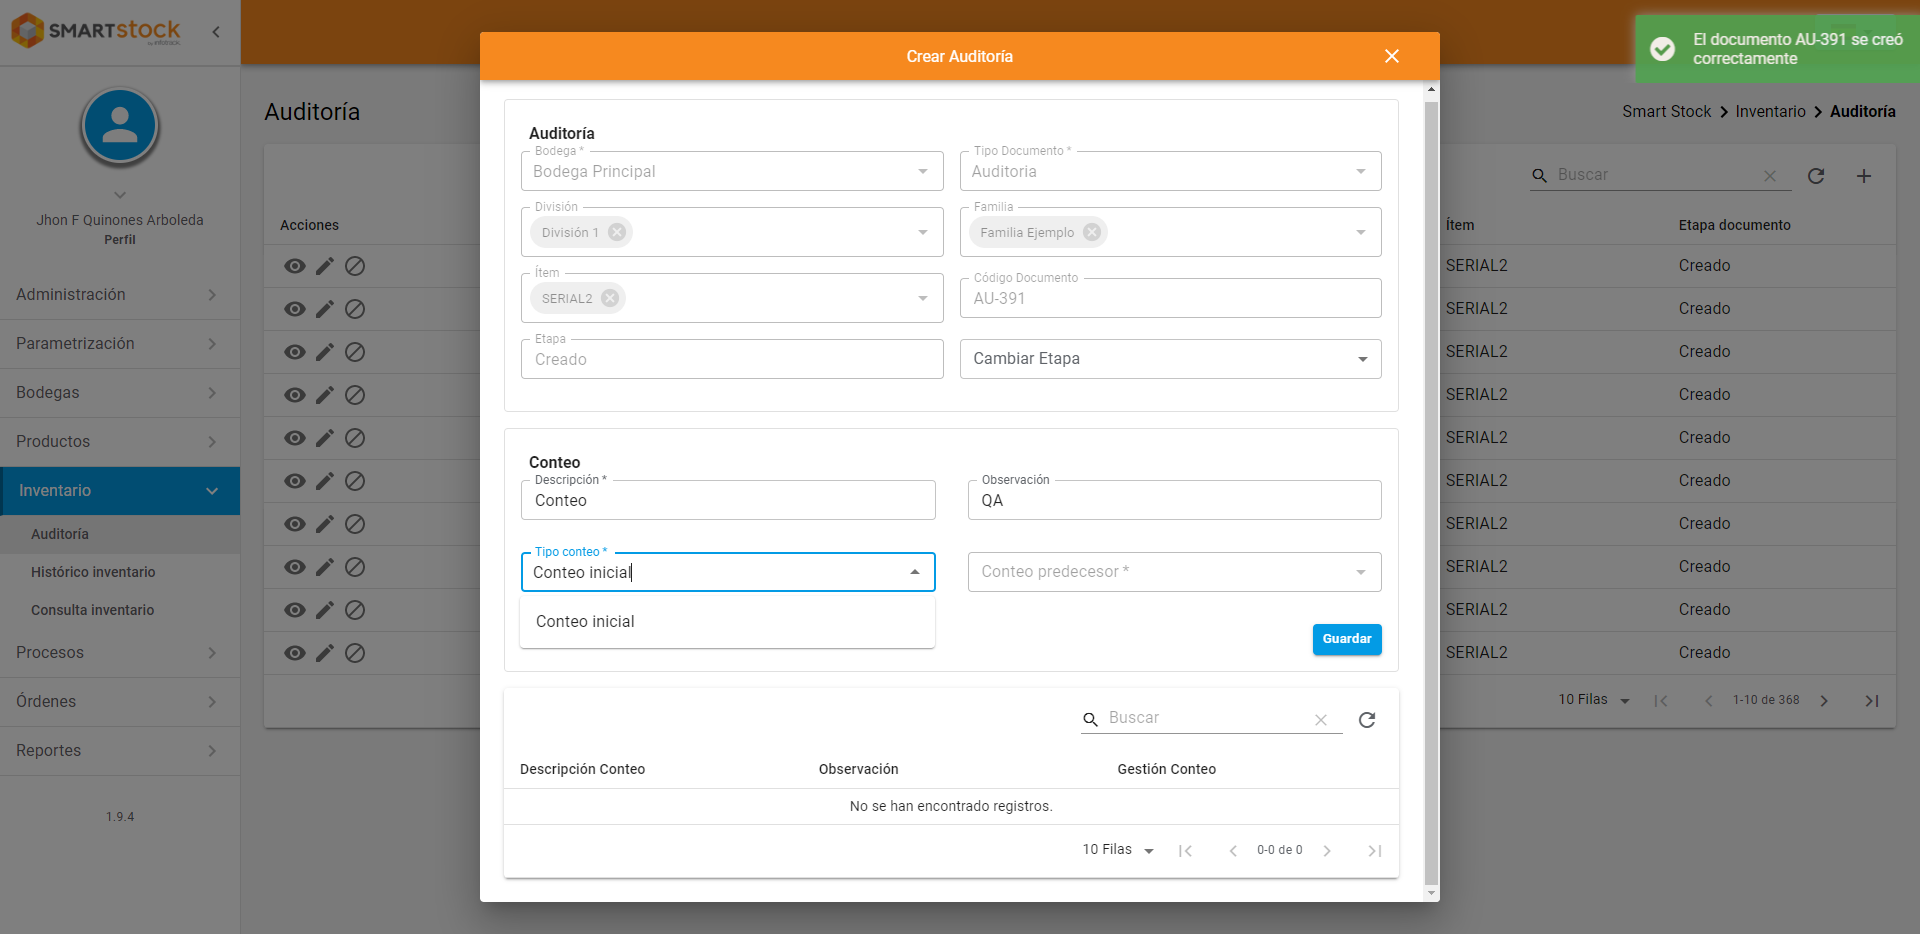 SMARTSTOCK
by infotrack
Jhon F Quinones Arboleda
Perfil
Administración
Parametrización
Bodegas
Productos
Inventario
Auditoría
Histórico inventario
Consulta inventario
Procesos
Órdenes
Reportes
1.9.4
Auditoría
Acciones
Crear Auditoría
Auditoría
Bodega *
Bodega Principal
Tipo Documento *
Auditoria
División
División 1
Familia
Familia Ejemplo
Ítem
SERIAL2
Código Documento
AU-391
Etapa
Creado
Cambiar Etapa
Conteo
Descripción *
Conteo
Observación
QA
Tipo conteo *
Conteo inicial
Conteo predecesor *
Conteo inicial
Guardar
Buscar
Descripción Conteo Observación Gestión Conteo
No se han encontrado registros.
10 Filas 0-0 de 0
El documento AU-391 se creó
correctamente
Smart Stock Inventario Auditoría
Buscar
Ítem Etapa documento
SERIAL2 Creado
SERIAL2 Creado
SERIAL2 Creado
SERIAL2 Creado
SERIAL2 Creado
SERIAL2 Creado
SERIAL2 Creado
SERIAL2 Creado
SERIAL2 Creado
SERIAL2 Creado
10 Filas 1-10 de 368